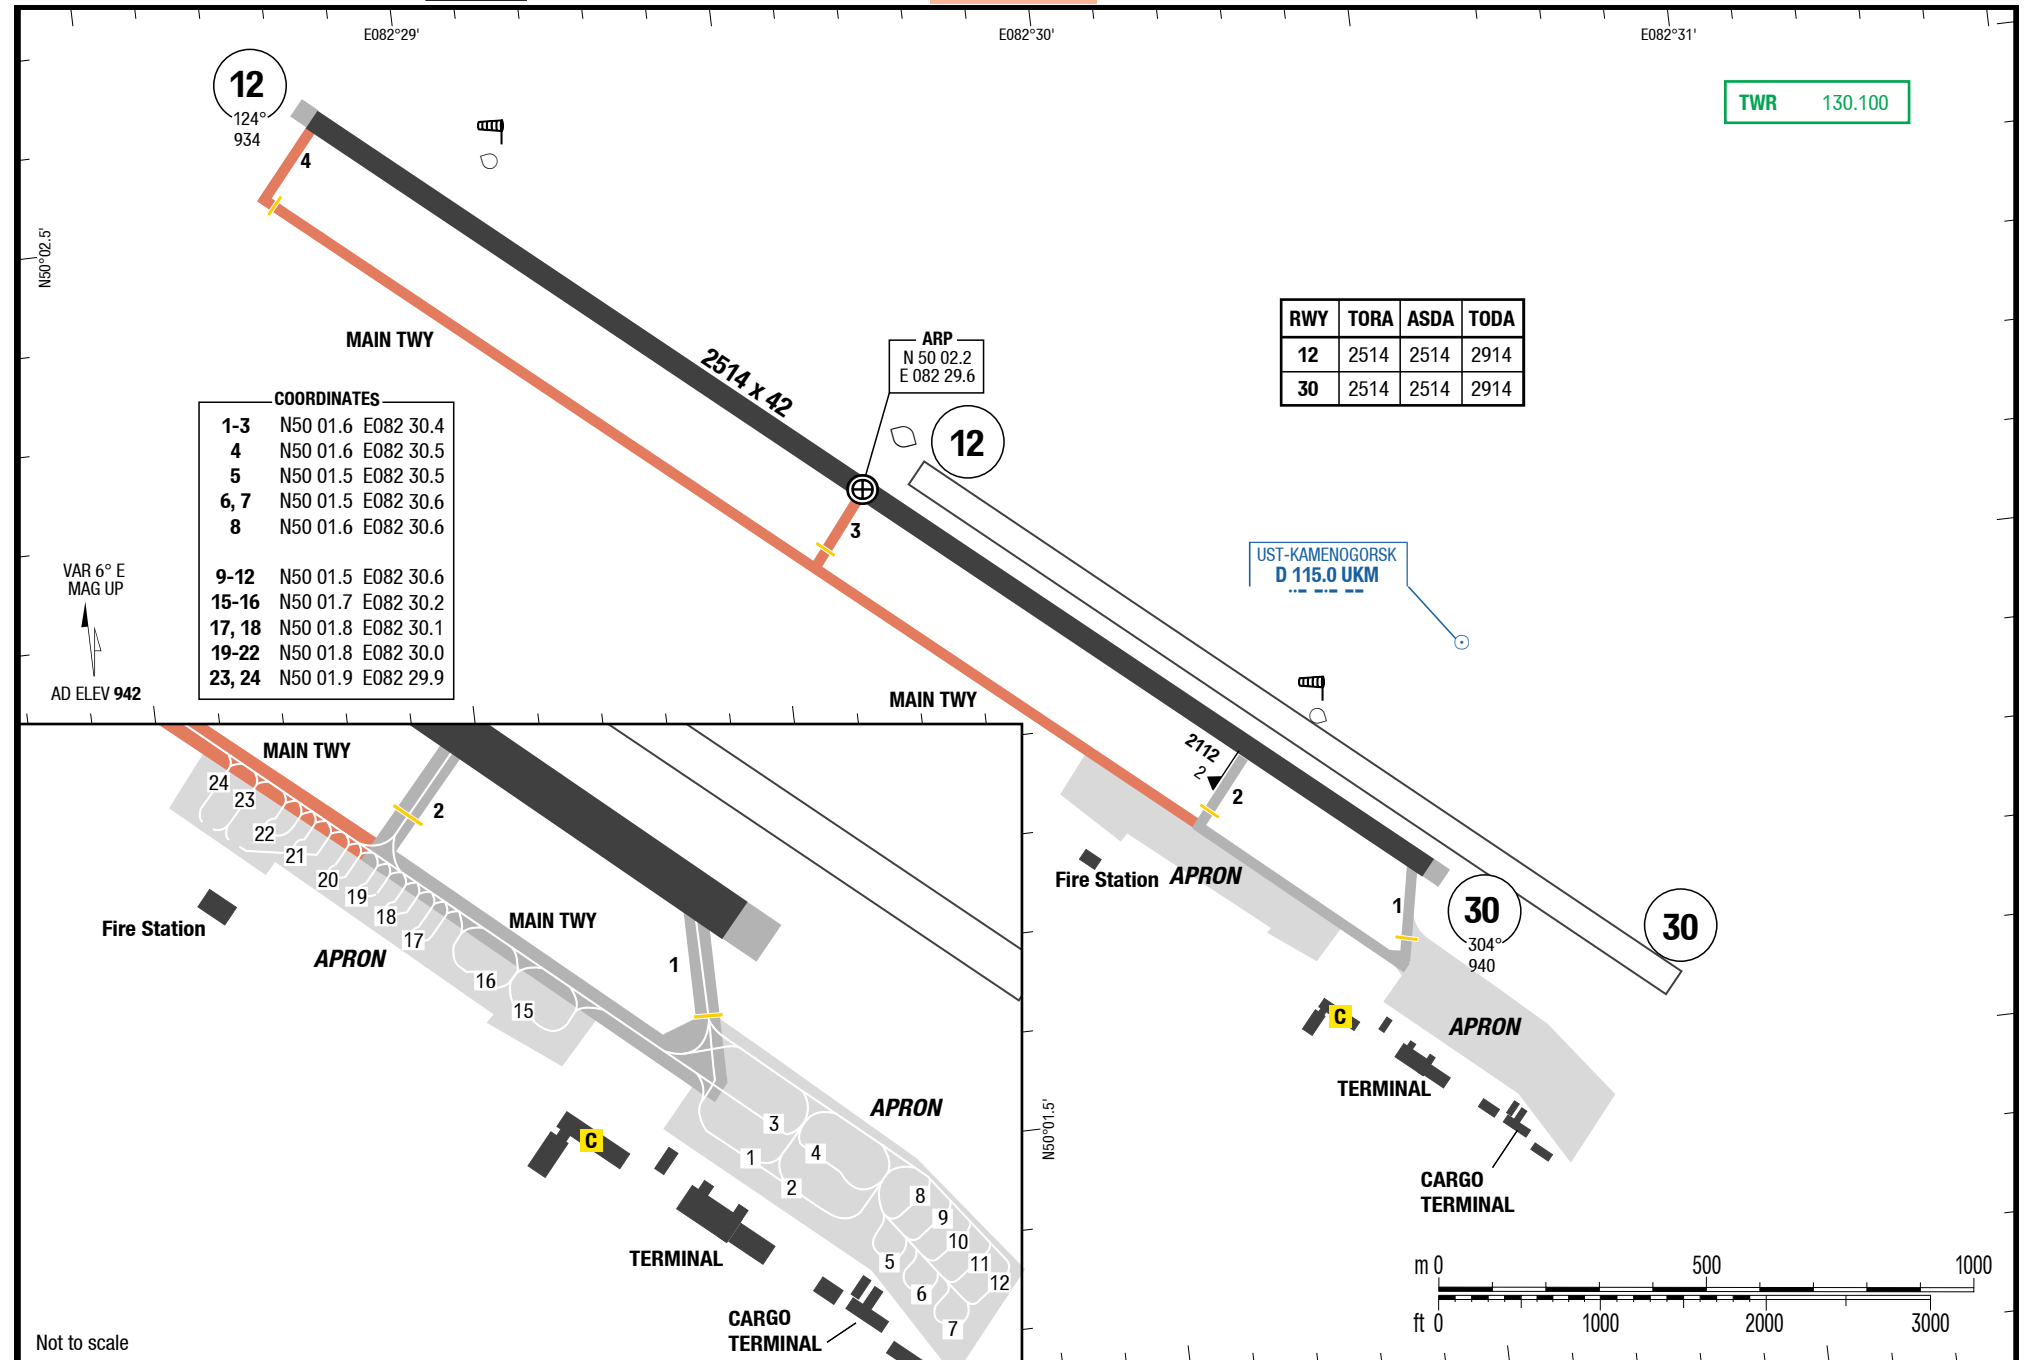 E082°29'
E082°30'
E082°31'
12
124°
934
4
TWR 130.100
N50°02.5'
MAIN TWY
2514 x 42
ARP
N 50 02.2
E 082 29.6
RWY TORA ASDA TODA
12 2514 2514 2914
30 2514 2514 2914
COORDINATES
1-3 N50 01.6 E082 30.4
4 N50 01.6 E082 30.5
5 N50 01.5 E082 30.5
6, 7 N50 01.5 E082 30.6
8 N50 01.6 E082 30.6
9-12 N50 01.5 E082 30.6
15-16 N50 01.7 E082 30.2
17, 18 N50 01.8 E082 30.1
19-22 N50 01.8 E082 30.0
23, 24 N50 01.9 E082 29.9
12
3
UST-KAMENOGORSK
D 115.0 UKM
VAR 6° E
MAG UP
AD ELEV 942
MAIN TWY
2112
2
2
Fire Station
APRON
1
30
304°
940
30
C
APRON
TERMINAL
CARGO
TERMINAL
N50°01.5'
m 0 500 1000
ft 0 1000 2000 3000
MAIN TWY
24
23
22
21
20
19
18
17
2
Fire Station
APRON
MAIN TWY
16
15
1
C
APRON
3
1
4
2
8
9
10
11
12
5
6
7
TERMINAL
CARGO
TERMINAL
Not to scale